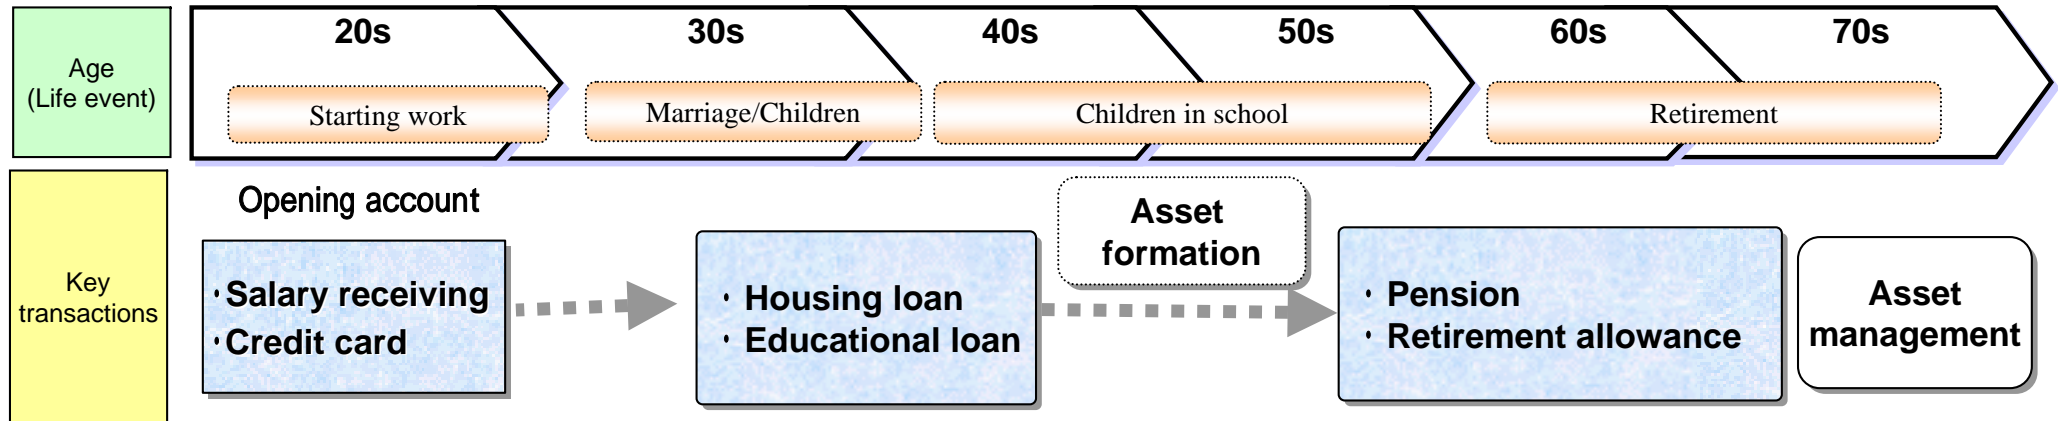 Age
(Life event)
20s
30s
40s
50s
60s
70s
Starting work
Marriage/Children
Children in school
Retirement
Key
transactions
Opening account
・Salary receiving
・Credit card
・ Housing loan
・ Educational loan
Asset
formation
・ Pension
・ Retirement allowance
Asset
management